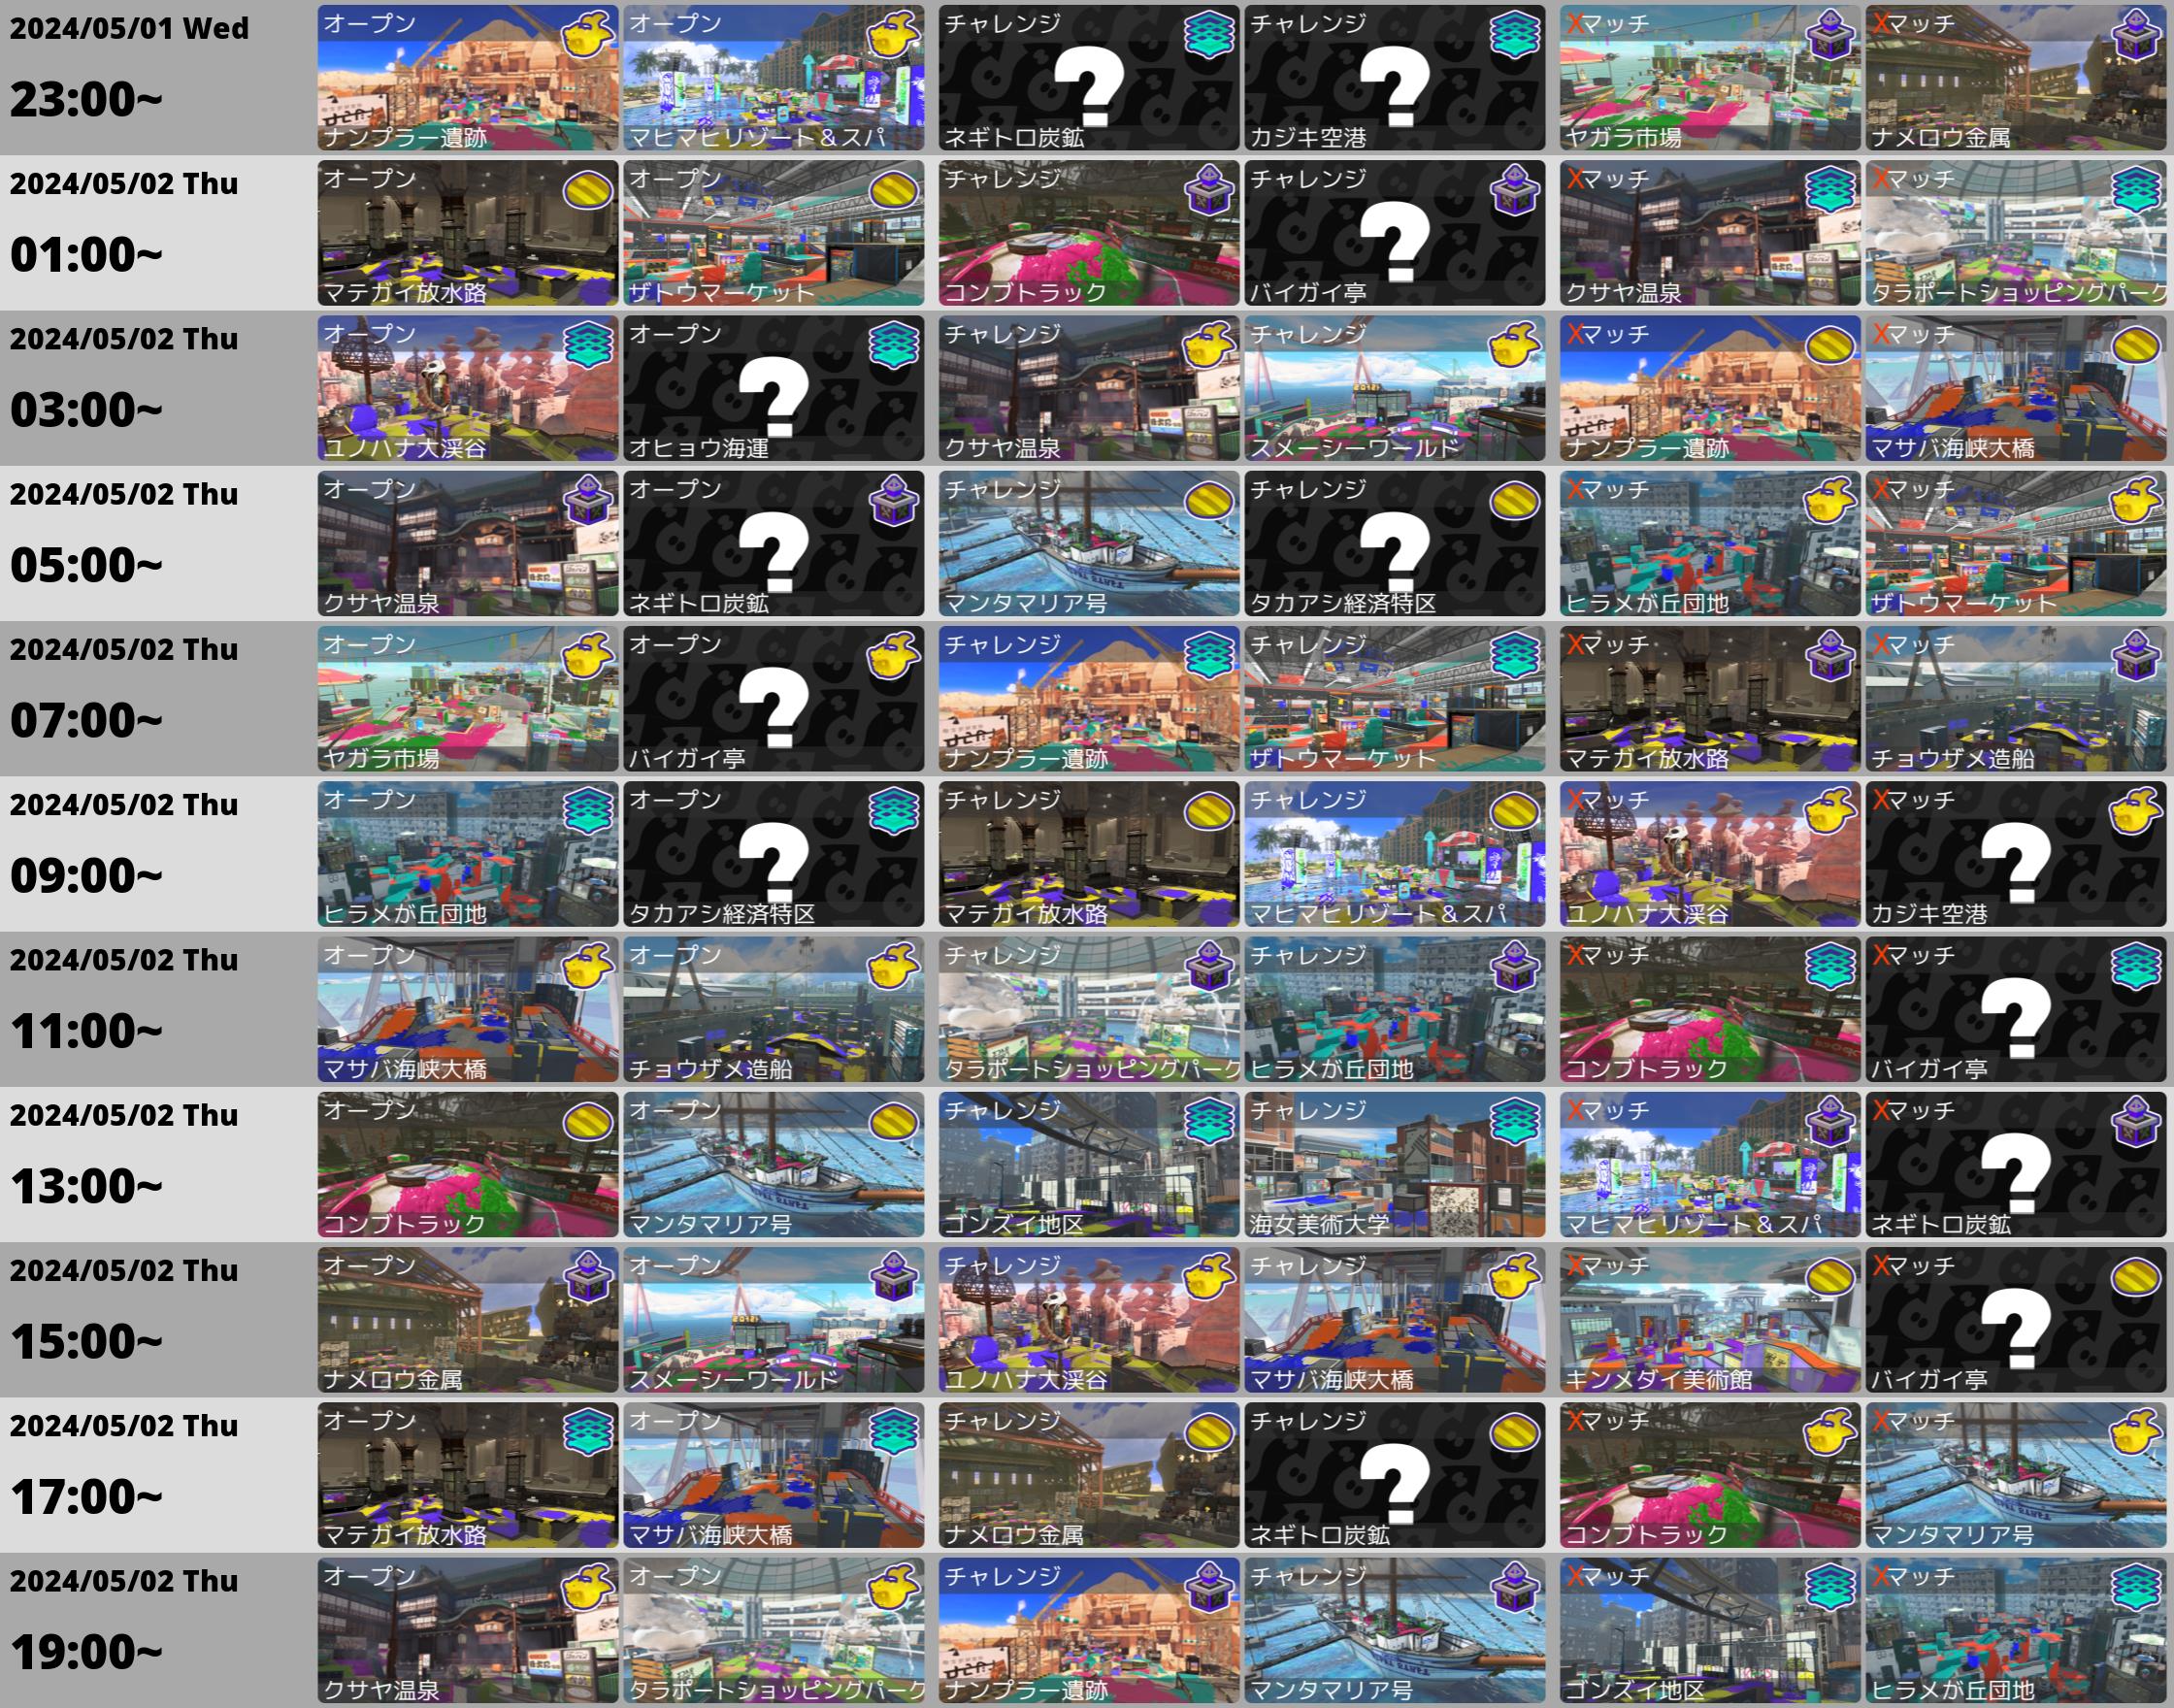 2024/05/01 Wed
23:00~
オープン
ナンプラー遺跡
オープン
マヒマヒリゾート＆スパ
チャレンジ
ネギトロ炭鉱
チャレンジ
カジキ空港
Xマッチ
ヤガラ市場
Xマッチ
ナメロウ金属
2024/05/02 Thu
01:00~
オープン
マテガイ放水路
オープン
ザトウマーケット
チャレンジ
コンブトラック
チャレンジ
バイガイ亭
Xマッチ
クサヤ温泉
Xマッチ
タラポートショッピングパーク
2024/05/02 Thu
03:00~
オープン
ユノハナ大渓谷
オープン
オヒョウ海運
チャレンジ
クサヤ温泉
チャレンジ
スメーシーワールド
Xマッチ
ナンプラー遺跡
Xマッチ
マサバ海峡大橋
2024/05/02 Thu
05:00~
オープン
クサヤ温泉
オープン
ネギトロ炭鉱
チャレンジ
マンタマリア号
チャレンジ
タカアシ経済特区
Xマッチ
ヒラメが丘団地
Xマッチ
ザトウマーケット
2024/05/02 Thu
07:00~
オープン
ヤガラ市場
オープン
バイガイ亭
チャレンジ
ナンプラー遺跡
チャレンジ
ザトウマーケット
Xマッチ
マテガイ放水路
Xマッチ
チョウザメ造船
2024/05/02 Thu
09:00~
オープン
ヒラメが丘団地
オープン
タカアシ経済特区
チャレンジ
マテガイ放水路
チャレンジ
マヒマヒリゾート＆スパ
Xマッチ
ユノハナ大渓谷
Xマッチ
カジキ空港
2024/05/02 Thu
11:00~
オープン
マサバ海峡大橋
オープン
チョウザメ造船
チャレンジ
タラポートショッピングパーク
チャレンジ
ヒラメが丘団地
Xマッチ
コンブトラック
Xマッチ
バイガイ亭
2024/05/02 Thu
13:00~
オープン
コンブトラック
オープン
マンタマリア号
チャレンジ
ゴンズイ地区
チャレンジ
海女美術大学
Xマッチ
マヒマヒリゾート＆スパ
Xマッチ
ネギトロ炭鉱
2024/05/02 Thu
15:00~
オープン
ナメロウ金属
オープン
スメーシーワールド
チャレンジ
ユノハナ大渓谷
チャレンジ
マサバ海峡大橋
Xマッチ
キンメダイ美術館
Xマッチ
バイガイ亭
2024/05/02 Thu
17:00~
オープン
マテガイ放水路
オープン
マサバ海峡大橋
チャレンジ
ナメロウ金属
チャレンジ
ネギトロ炭鉱
Xマッチ
コンブトラック
Xマッチ
マンタマリア号
2024/05/02 Thu
19:00~
オープン
クサヤ温泉
オープン
タラポートショッピングパーク
チャレンジ
ナンプラー遺跡
チャレンジ
マンタマリア号
Xマッチ
ゴンズイ地区
Xマッチ
ヒラメが丘団地